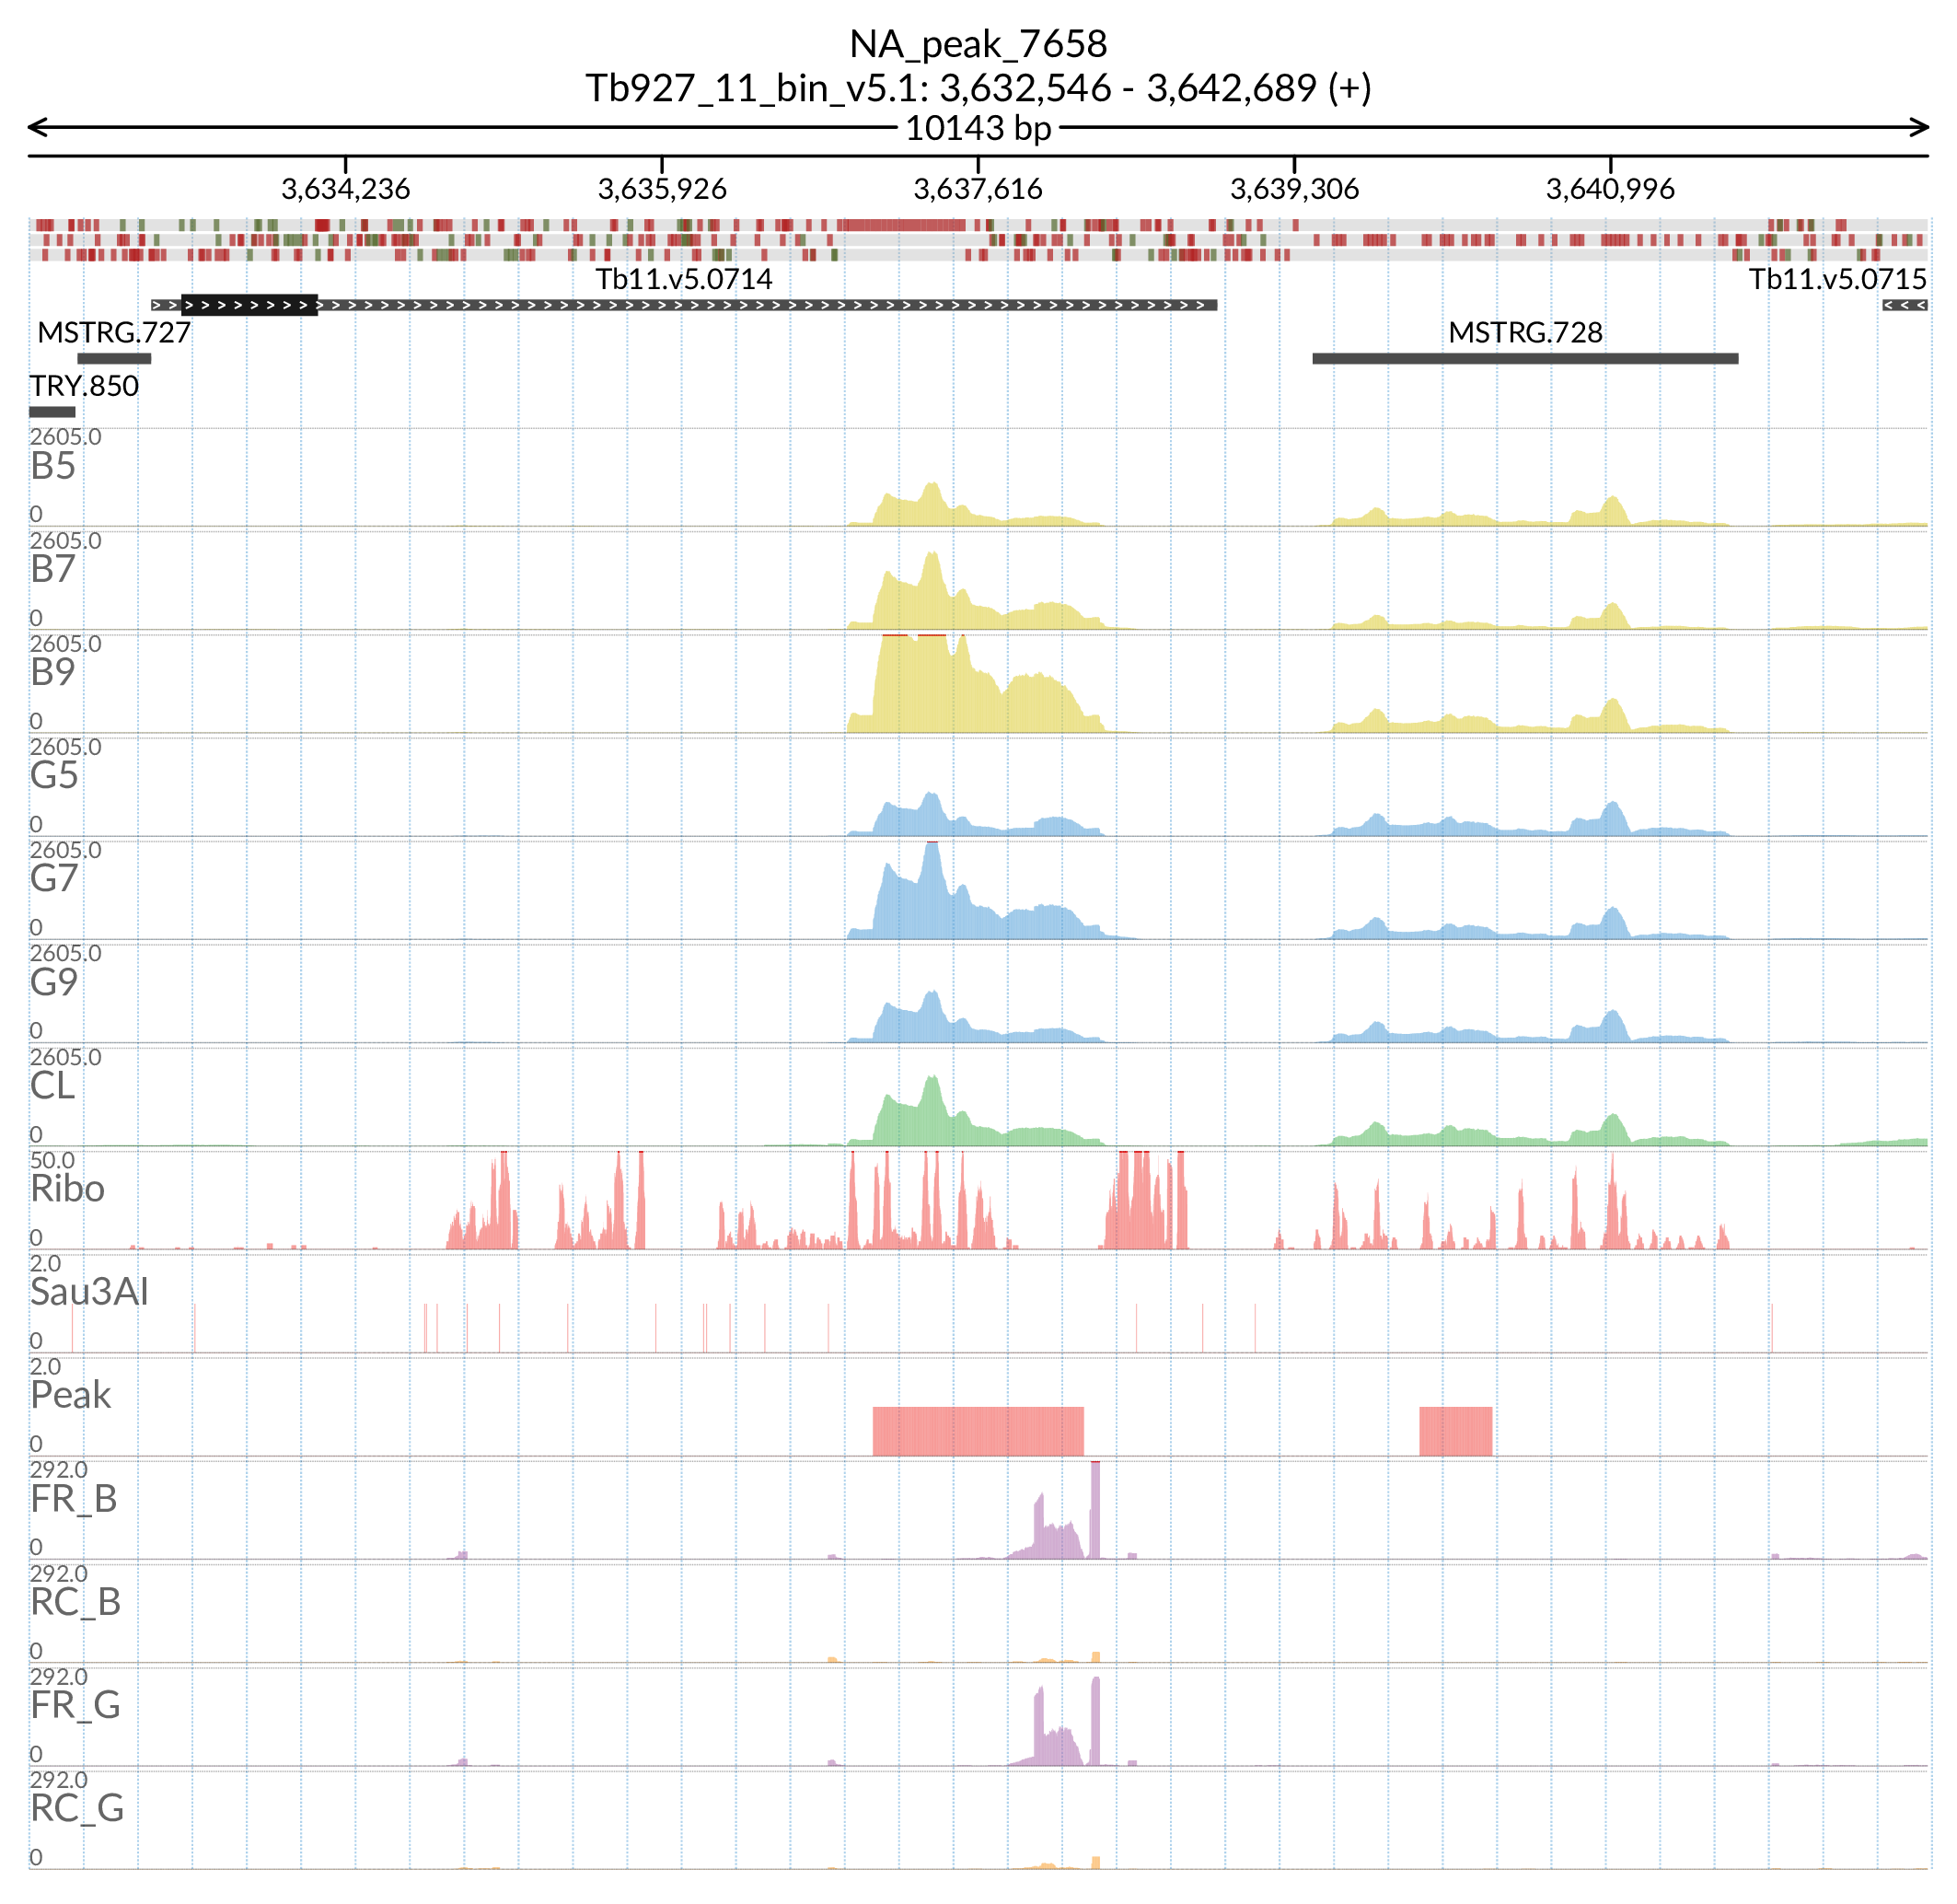 NA_peak_7658
Tb927_11_bin_v5.1: 3,632,546 - 3,642,689 (+)
10143 bp
3,634,236 3,635,926 3,637,616 3,639,306 3,640,996
Tb11.v5.0714 Tb11.v5.0715
MSTRG.727 MSTRG.728
TRY.850
2605.0
B5
0
2605.0
B7
0
2605.0
B9
0
2605.0
G5
0
2605.0
G7
0
2605.0
G9
0
2605.0
CL
0
50.0
Ribo
0
2.0
Sau3AI
0
2.0
Peak
0
292.0
FR_B
0
292.0
RC_B
0
292.0
FR_G
0
292.0
RC_G
0